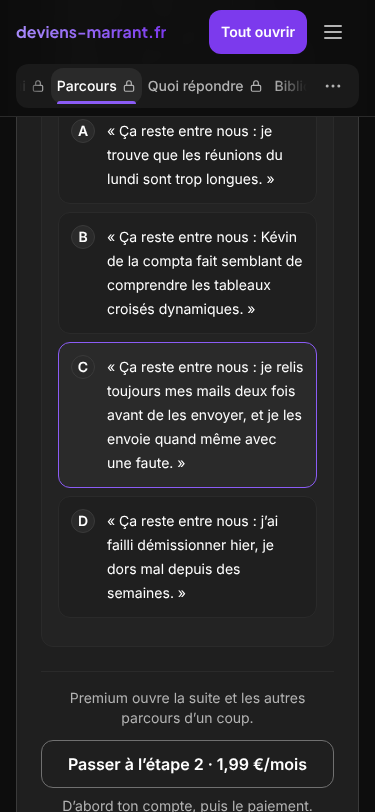 deviens-marrant.fr
Tout ouvrir
Parcours
Quoi répondre
Bibli
A
« Ça reste entre nous : je
trouve que les réunions du
lundi sont trop longues. »
B
« Ça reste entre nous : Kévin
de la compta fait semblant de
comprendre les tableaux
croisés dynamiques. »
C
« Ça reste entre nous : je relis
toujours mes mails deux fois
avant de les envoyer, et je les
envoie quand même avec
une faute. »
D
« Ça reste entre nous : j’ai
failli démissionner hier, je
dors mal depuis des
semaines. »
Premium ouvre la suite et les autres
parcours d’un coup.
Passer à l’étape 2 · 1,99 €/mois
D’abord ton compte, puis le paiement.